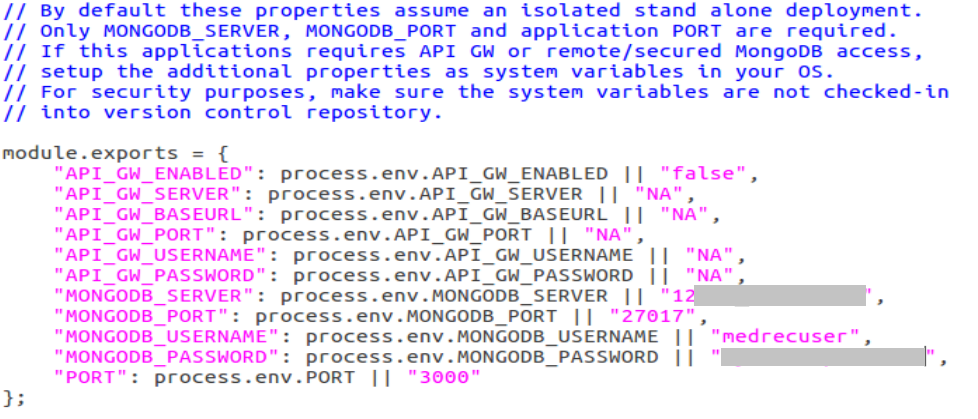 // By default these properties assume an isolated stand alone deployment.
// Only MONGODB_SERVER, MONGODB_PORT and application PORT are required.
// If this applications requires API GW or remote/secured MongoDB access,
// setup the additional properties as system variables in your OS.
// For security purposes, make sure the system variables are not checked-in
// into version control repository.
module.exports = {
"API_GW_ENABLED": process.env.API_GW_ENABLED || "false",
"API_GW_SERVER": process.env.API_GW_SERVER || "NA",
"API_GW_BASEURL": process.env.API_GW_BASEURL || "NA",
"API_GW_PORT": process.env.API_GW_PORT || "NA",
"API_GW_USERNAME": process.env.API_GW_USERNAME || "NA",
"API_GW_PASSWORD": process.env.API_GW_PASSWORD || "NA",
"MONGODB_SERVER": process.env.MONGODB_SERVER || "12 ",
"MONGODB_PORT": process.env.MONGODB_PORT || "27017",
"MONGODB_USERNAME": process.env.MONGODB_USERNAME || "medrecuser",
"MONGODB_PASSWORD": process.env.MONGODB_PASSWORD || " ",
"PORT": process.env.PORT || "3000"
};